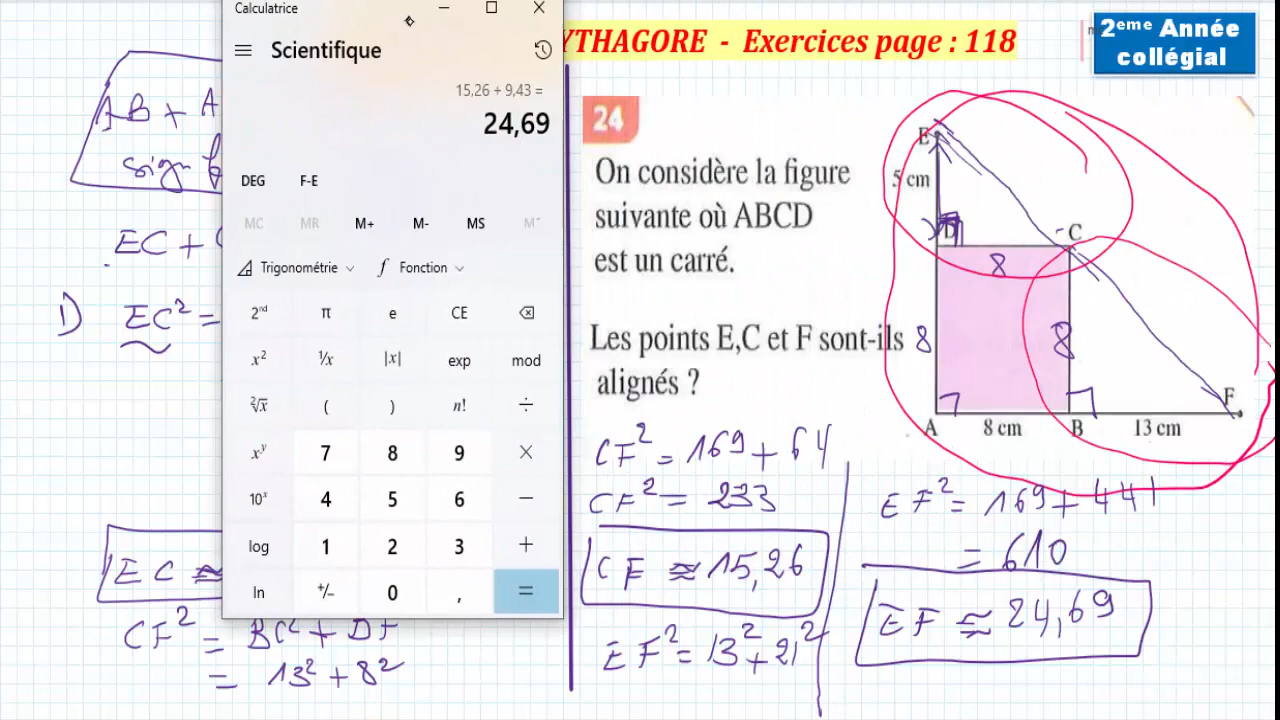 YTHAGORE - Exercices page : 118
2eme Année
collégial
Calculatrice
Scientifique
15,26 + 9,43 =
24,69
DEG F-E
MC MR M+ M- MS M˅
Trigonométrie Fonction
2nd π e CE
x² ¹/x |x| exp mod
²√x ( ) n! ÷
xʸ 7 8 9 ×
10ˣ 4 5 6 −
log 1 2 3 +
ln +/- 0 , =
AB + A
EC +
1) EC² =
EC ≈
CF² = BC² + DF
= 13² + 8²
24
On considère la figure
suivante où ABCD
est un carré.
Les points E,C et F sont-ils
alignés ?
E
5 cm
D C
8
8 8
F
A 8 cm B 13 cm
CF² = 169 + 64
CF² = 233
CF ≈ 15,26
EF² = 13² + 21²
EF² = 169 + 441
= 610
EF ≈ 24,69